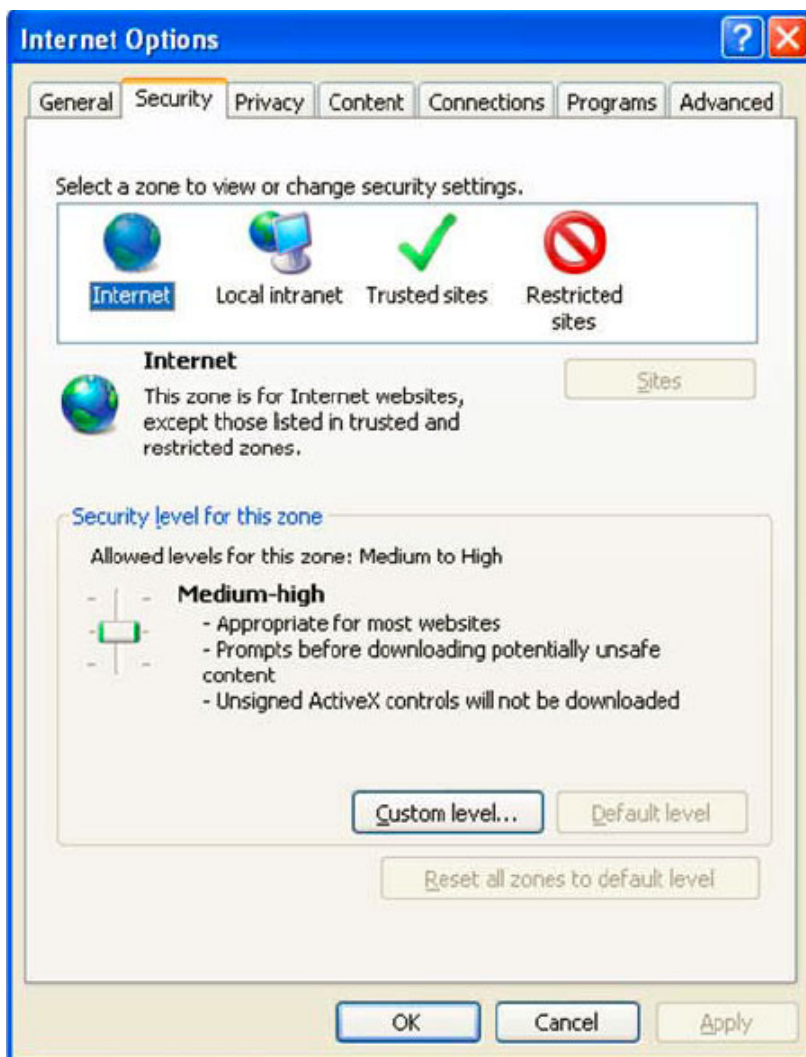 Internet Options
General Security Privacy Content Connections Programs Advanced
Select a zone to view or change security settings.
Internet Local intranet Trusted sites Restricted
sites
Internet
Sites
This zone is for Internet websites,
except those listed in trusted and
restricted zones.
Security level for this zone
Allowed levels for this zone: Medium to High
Medium-high
- Appropriate for most websites
- Prompts before downloading potentially unsafe
content
- Unsigned ActiveX controls will not be downloaded
Custom level... Default level
Reset all zones to default level
OK Cancel Apply